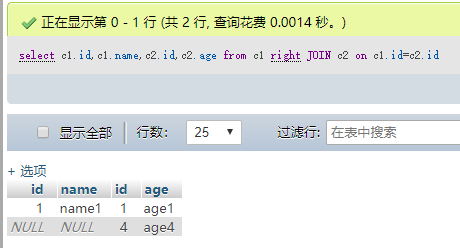 正在显示第 0 - 1 行 (共 2 行, 查询花费 0.0014 秒。)
select c1.id,c1.name,c2.id,c2.age from c1 right JOIN c2 on c1.id=c2.id
显示全部 行数: 25 过滤行: 在表中搜索
+ 选项
id name id age
1 name1 1 age1
NULL NULL 4 age4